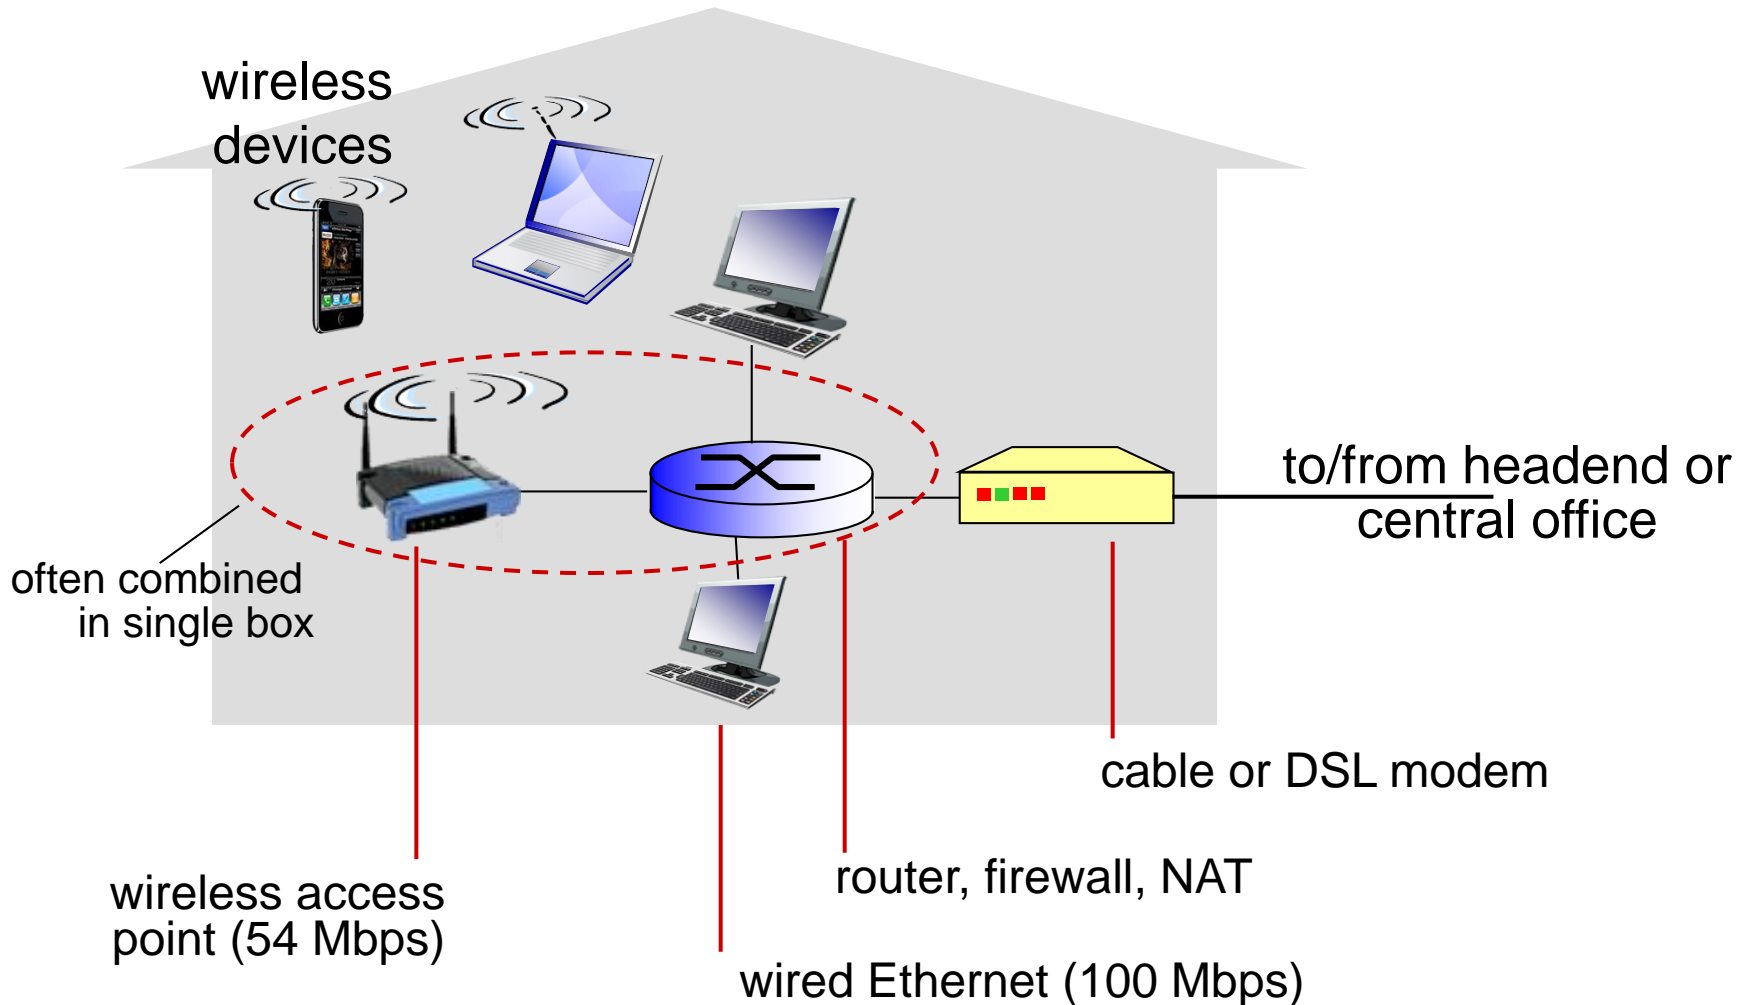 wireless
devices
to/from headend or
central office
often combined
in single box
cable or DSL modem
router, firewall, NAT
wireless access
point (54 Mbps)
wired Ethernet (100 Mbps)